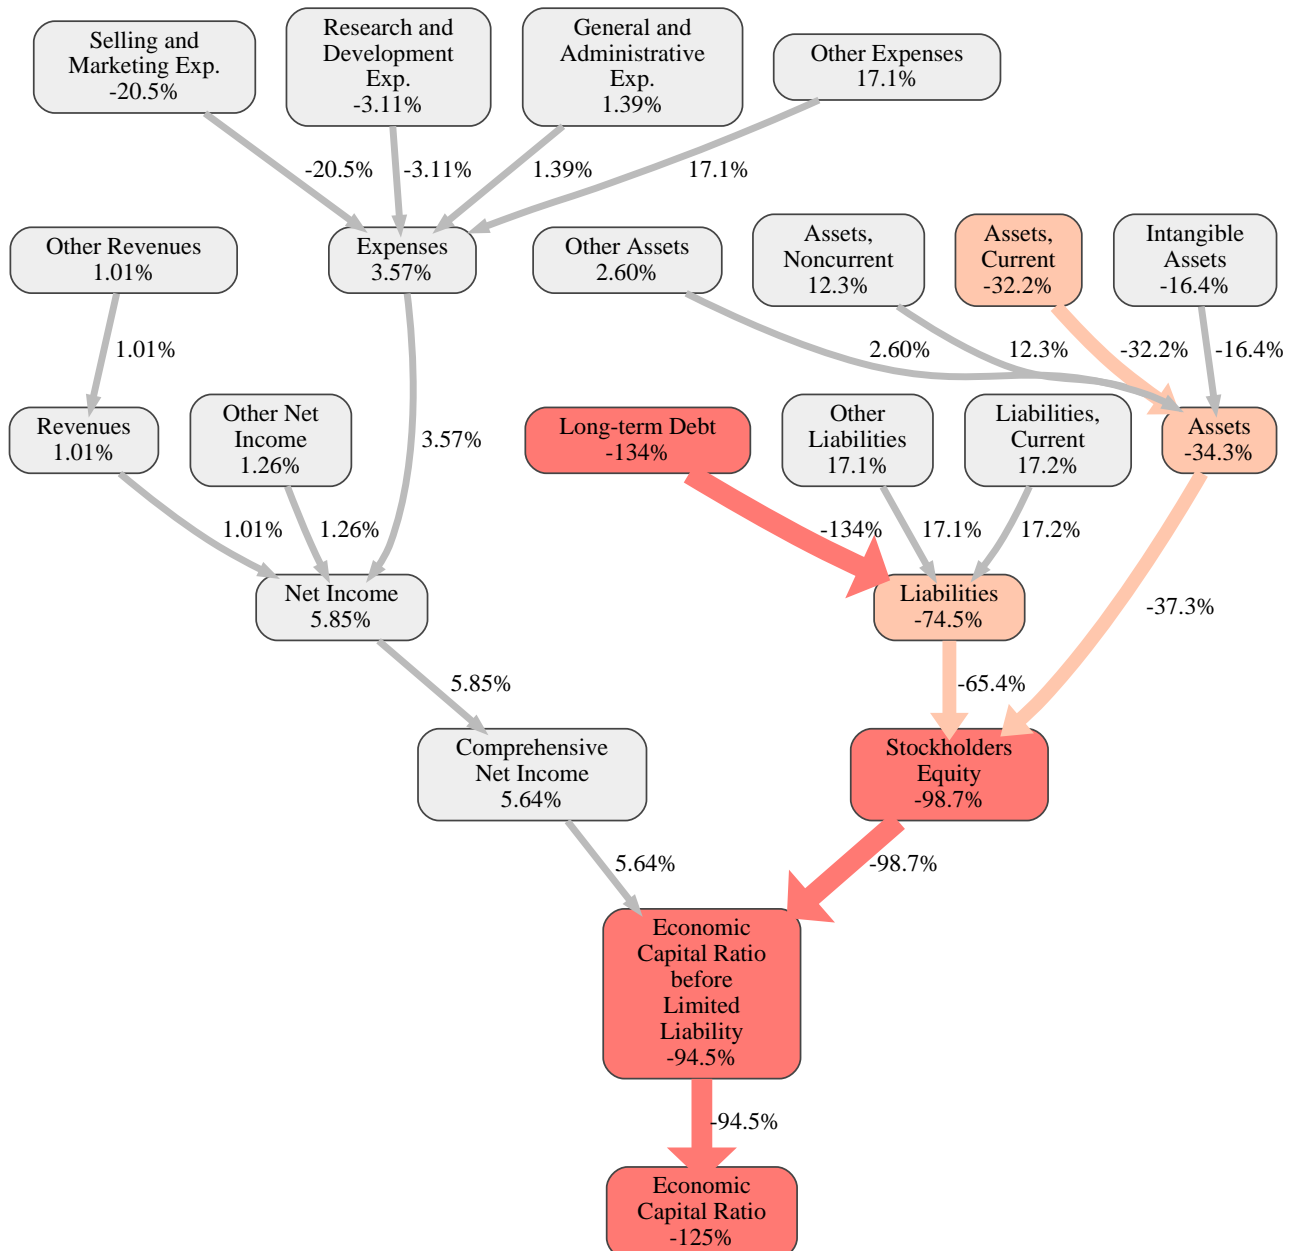 Selling and
Marketing Exp.
-20.5%
Research and
Development
Exp.
-3.11%
General and
Administrative
Exp.
1.39%
Other Expenses
17.1%
-20.5%
-3.11%
1.39%
17.1%
Other Revenues
1.01%
Expenses
3.57%
Other Assets
2.60%
Assets,
Noncurrent
12.3%
Assets,
Current
-32.2%
Intangible
Assets
-16.4%
1.01%
2.60%
12.3%
-32.2%
-16.4%
Revenues
1.01%
Other Net
Income
1.26%
3.57%
Long-term Debt
-134%
Other
Liabilities
17.1%
Liabilities,
Current
17.2%
Assets
-34.3%
1.01%
1.26%
-134%
17.1%
17.2%
Net Income
5.85%
Liabilities
-74.5%
-37.3%
5.85%
-65.4%
Comprehensive
Net Income
5.64%
Stockholders
Equity
-98.7%
5.64%
-98.7%
Economic
Capital Ratio
before
Limited
Liability
-94.5%
-94.5%
Economic
Capital Ratio
-125%